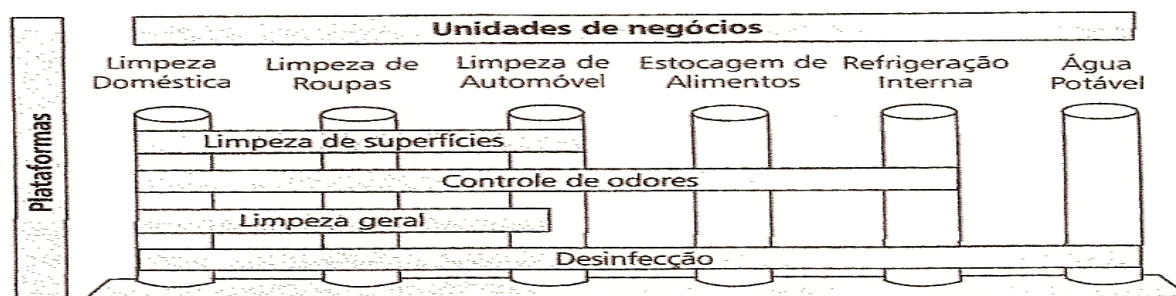 Unidades de negócios
Limpeza Doméstica
Limpeza de Roupas
Limpeza de Automóvel
Estocagem de Alimentos
Refrigeração Interna
Água Potável
Plataformas
Limpeza de superfícies
Controle de odores
Limpeza geral
Desinfecção